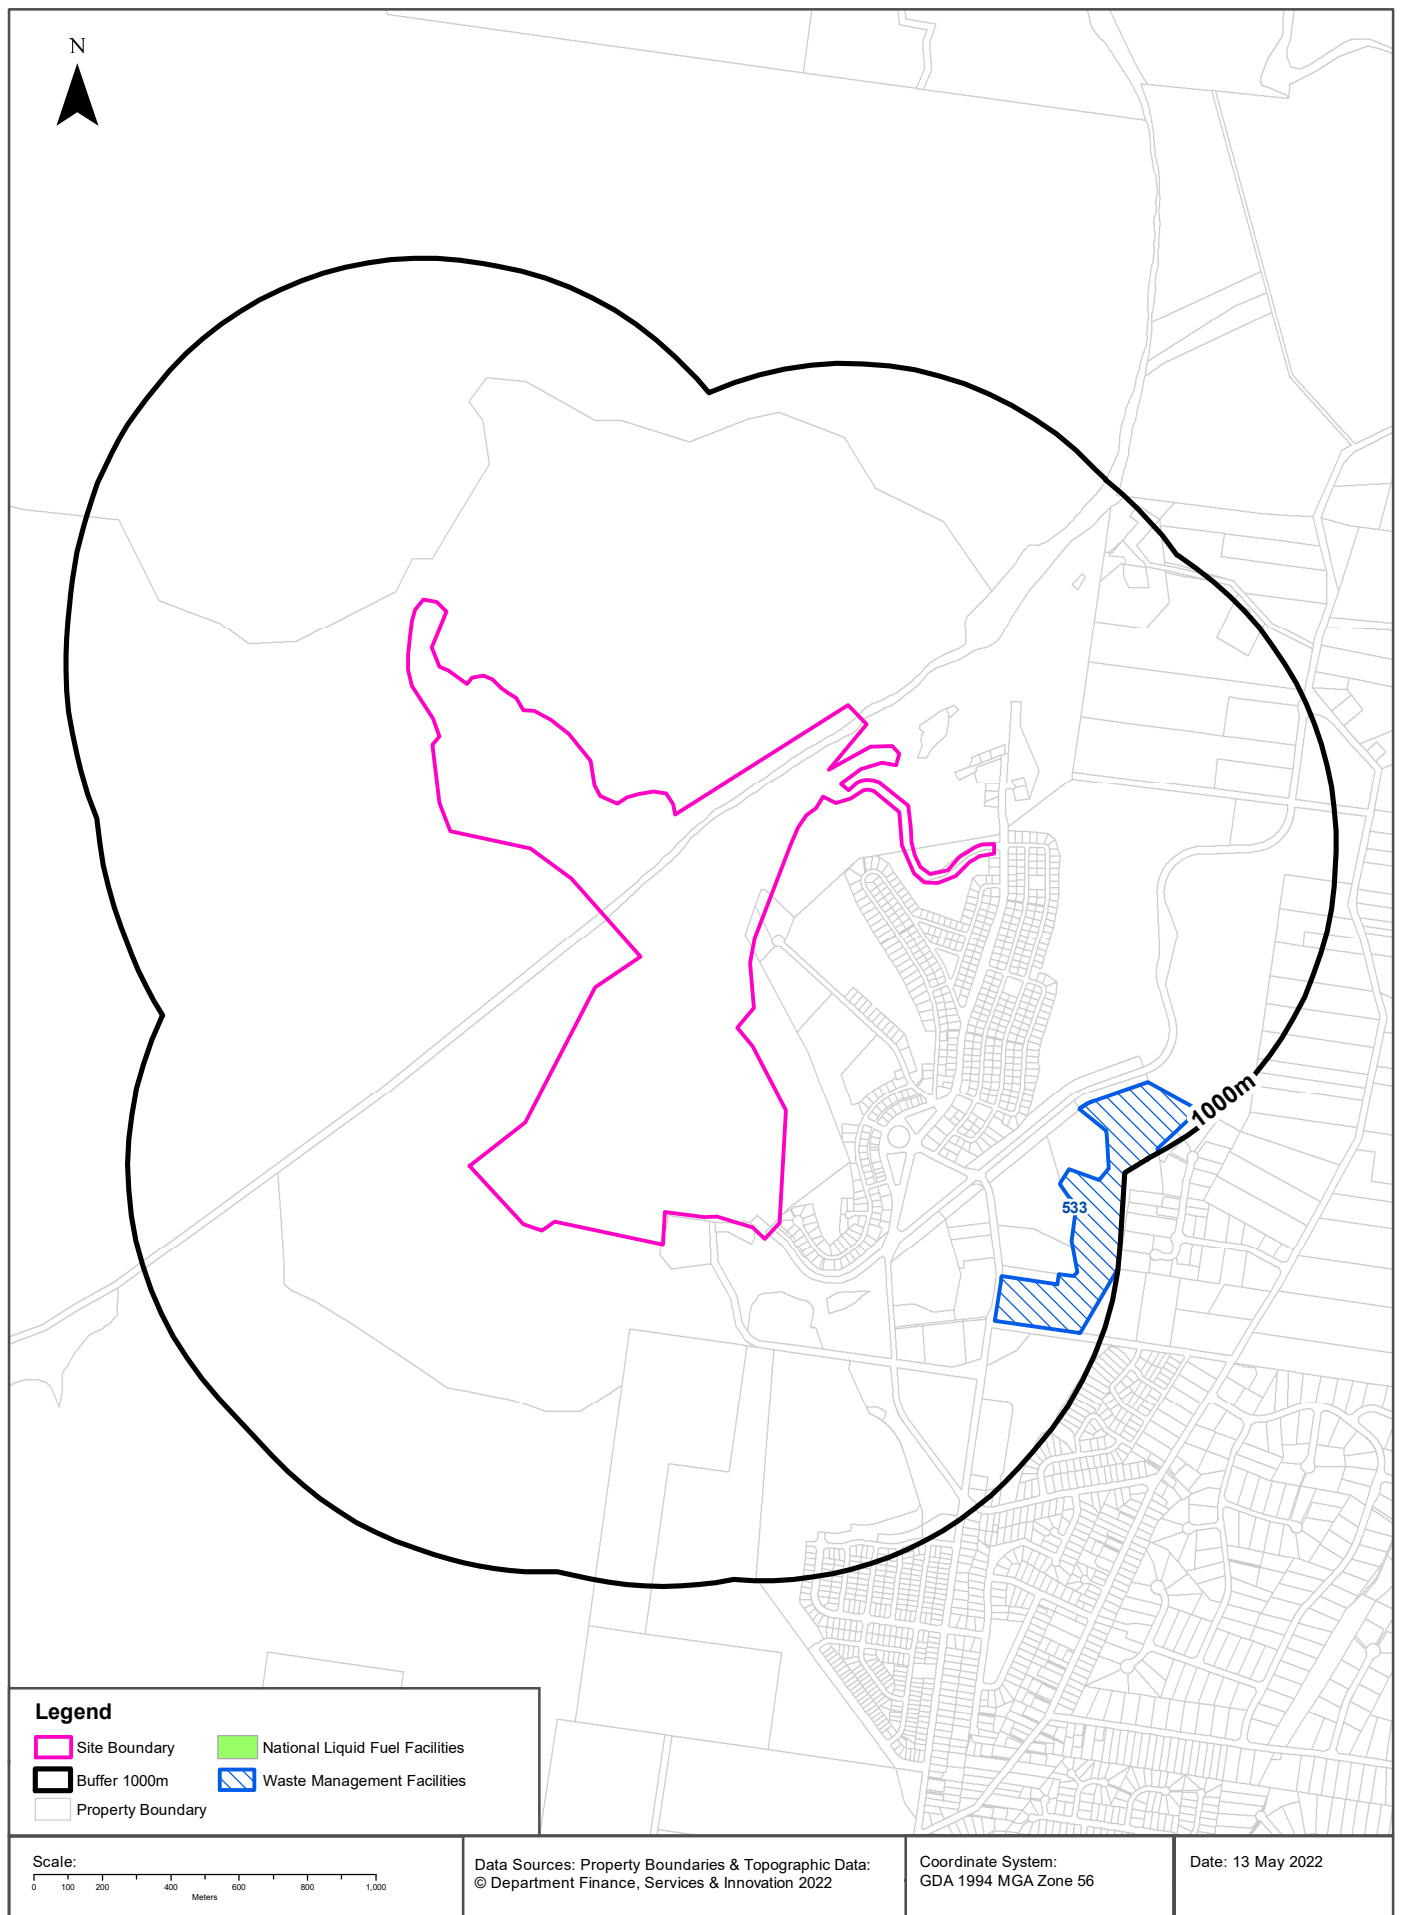 N
1000m
533
Legend
Site Boundary
National Liquid Fuel Facilities
Buffer 1000m
Waste Management Facilities
Property Boundary
Scale:
0 100 200 400 600 800 1,000
Meters
Data Sources: Property Boundaries & Topographic Data:
© Department Finance, Services & Innovation 2022
Coordinate System:
GDA 1994 MGA Zone 56
Date: 13 May 2022